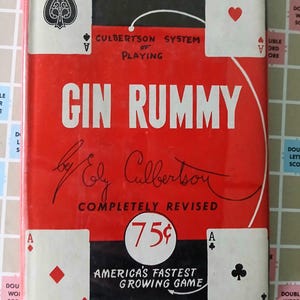 A
CULBERTSON SYSTEM
OF
PLAYING
A
GIN RUMMY
by Ely Culbertson
COMPLETELY REVISED
75¢
A
A
AMERICA'S FASTEST
GROWING GAME